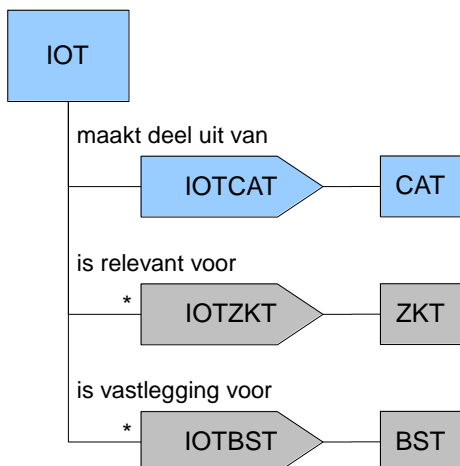 IOT
maakt deel uit van
IOTCAT CAT
is relevant voor
* IOTZKT ZKT
is vastlegging voor
* IOTBST BST